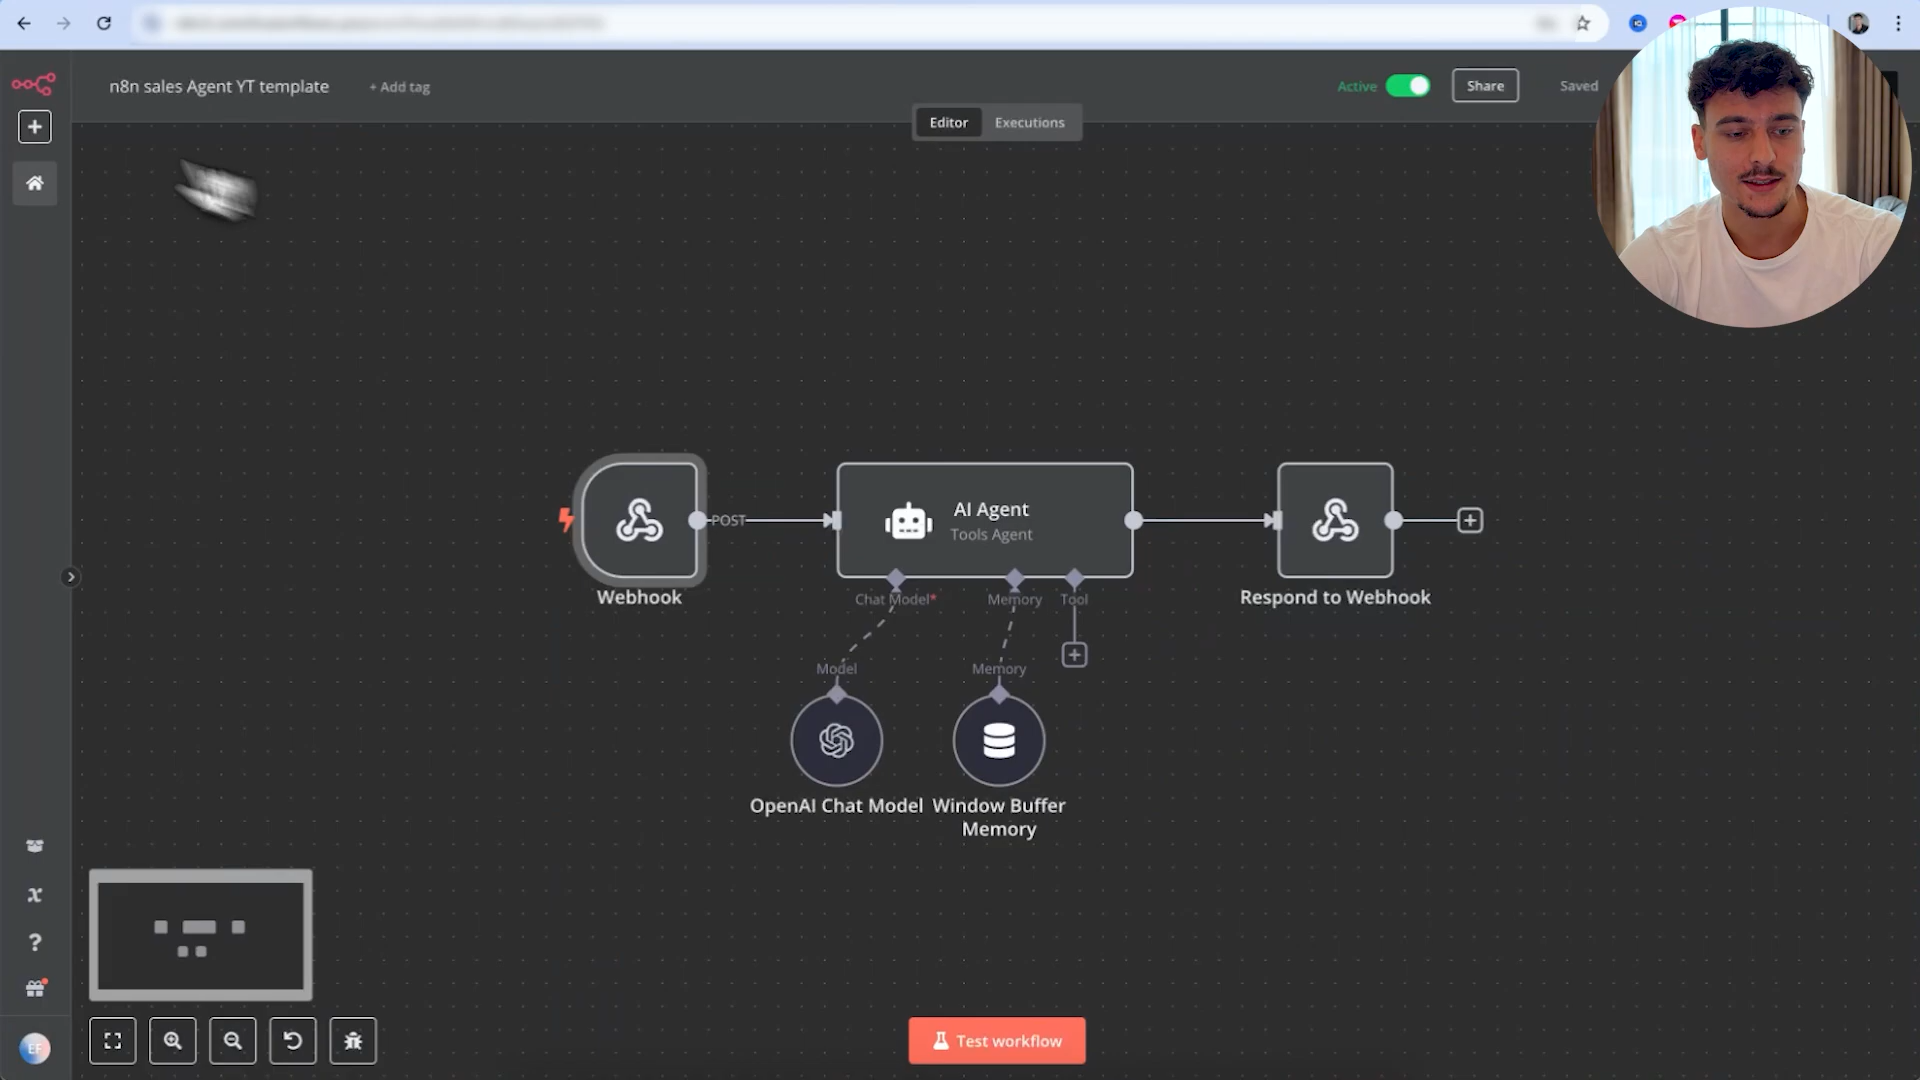 n8n sales Agent YT template
+ Add tag
Active
Share
Saved
Editor
Executions
POST
AI Agent
Tools Agent
Webhook
Chat Model*
Memory
Tool
Respond to Webhook
Model
Memory
OpenAI Chat Model
Window Buffer
Memory
EF
Test workflow